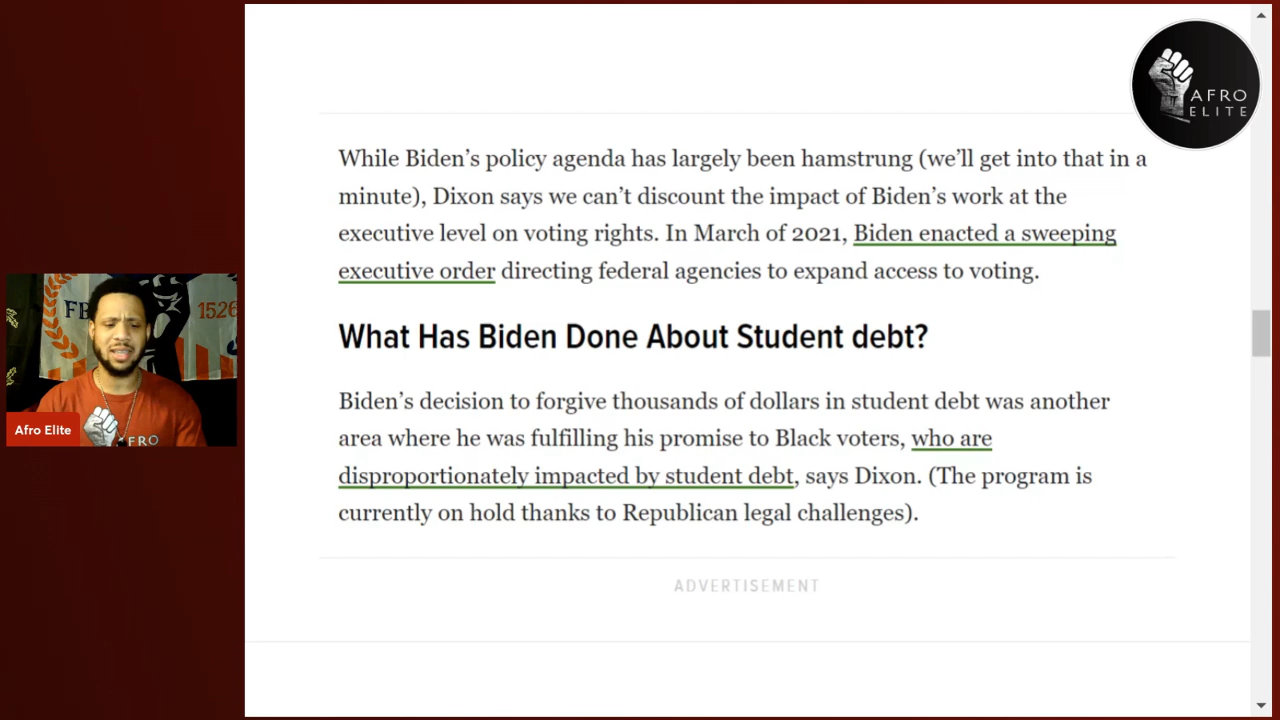 AFRO
ELITE
While Biden’s policy agenda has largely been hamstrung (we’ll get into that in a
minute), Dixon says we can’t discount the impact of Biden’s work at the
executive level on voting rights. In March of 2021, Biden enacted a sweeping
executive order directing federal agencies to expand access to voting.
What Has Biden Done About Student debt?
Biden’s decision to forgive thousands of dollars in student debt was another
area where he was fulfilling his promise to Black voters, who are
disproportionately impacted by student debt, says Dixon. (The program is
currently on hold thanks to Republican legal challenges).
ADVERTISEMENT
1526
Afro Elite
FRO